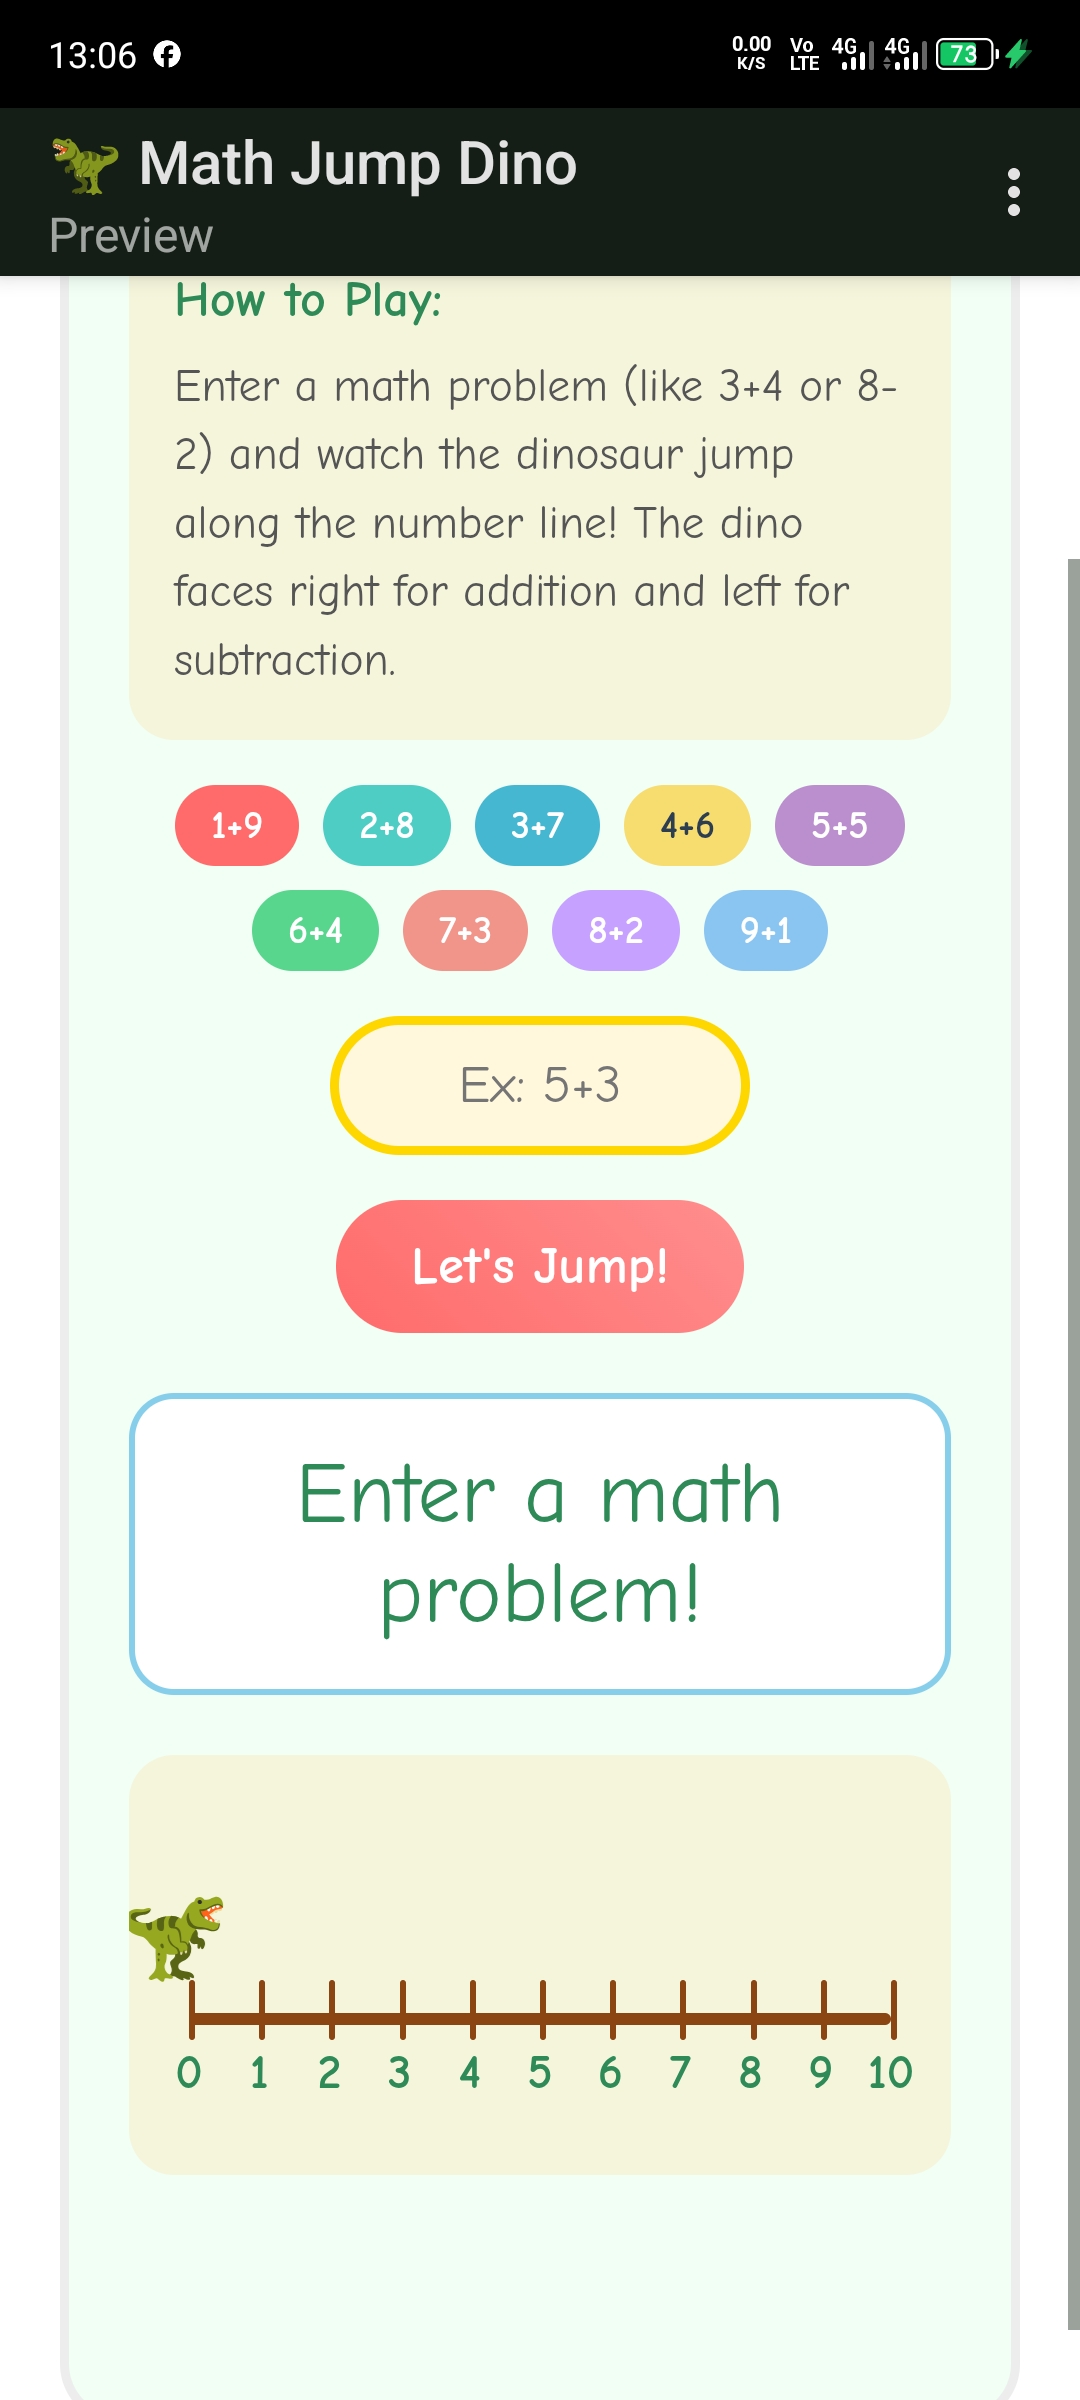 13:06
0.00 K/S Vo LTE 4G 4G 73
Math Jump Dino
Preview
How to Play:
Enter a math problem (like 3+4 or 8-
2) and watch the dinosaur jump
along the number line! The dino
faces right for addition and left for
subtraction.
1+9 2+8 3+7 4+6 5+5
6+4 7+3 8+2 9+1
Ex: 5+3
Let's Jump!
Enter a math
problem!
0 1 2 3 4 5 6 7 8 9 10